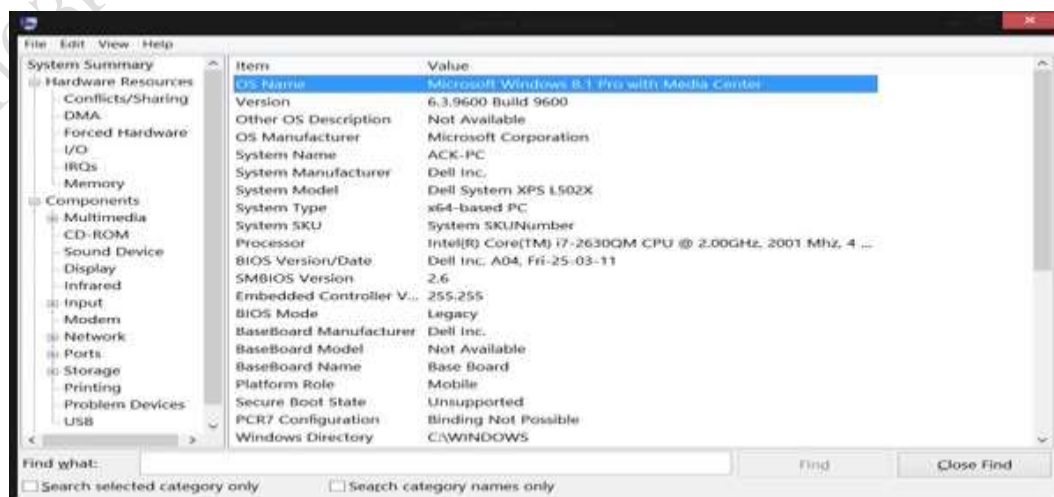 File Edit View Help
System Summary
Hardware Resources
Conflicts/Sharing
DMA
Forced Hardware
I/O
IRQs
Memory
Components
Multimedia
CD-ROM
Sound Device
Display
Infrared
Input
Modem
Network
Ports
Storage
Printing
Problem Devices
USB
Item Value
OS Name Microsoft Windows 8.1 Pro with Media Center
Version 6.3.9600 Build 9600
Other OS Description Not Available
OS Manufacturer Microsoft Corporation
System Name ACK-PC
System Manufacturer Dell Inc.
System Model Dell System XPS L502X
System Type x64-based PC
System SKU System SKUNumber
Processor Intel(R) Core(TM) i7-2630QM CPU @ 2.00GHz, 2001 Mhz, 4 ...
BIOS Version/Date Dell Inc. A04, Fri-25-03-11
SMBIOS Version 2.6
Embedded Controller V... 255.255
BIOS Mode Legacy
BaseBoard Manufacturer Dell Inc.
BaseBoard Model Not Available
BaseBoard Name Base Board
Platform Role Mobile
Secure Boot State Unsupported
PCR7 Configuration Binding Not Possible
Windows Directory C:\WINDOWS
Find what: Find Close Find
Search selected category only Search category names only